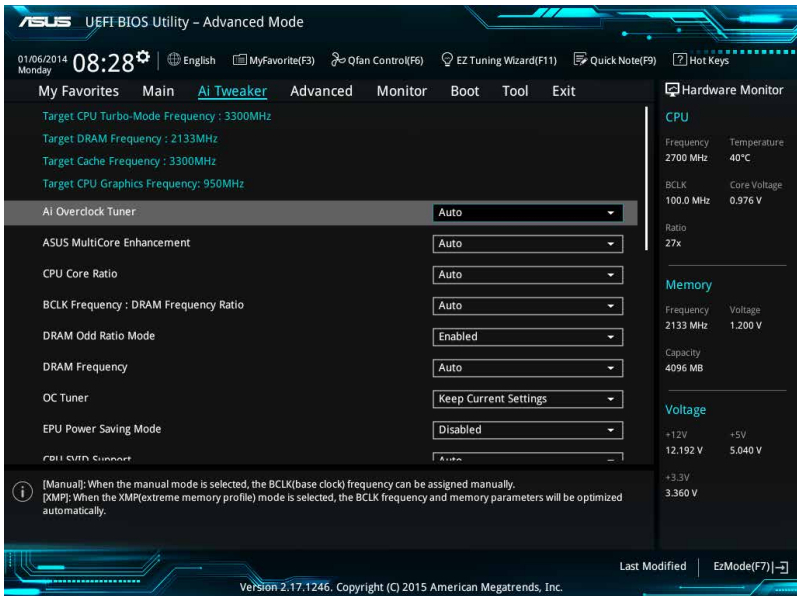 ASUS UEFI BIOS Utility – Advanced Mode
01/06/2014
Monday
08:28
English
MyFavorite(F3)
Qfan Control(F6)
EZ Tuning Wizard(F11)
Quick Note(F9)
? Hot Keys
My Favorites Main Ai Tweaker Advanced Monitor Boot Tool Exit
Target CPU Turbo-Mode Frequency : 3300MHz
Target DRAM Frequency : 2133MHz
Target Cache Frequency : 3300MHz
Target CPU Graphics Frequency: 950MHz
Ai Overclock Tuner Auto
ASUS MultiCore Enhancement Auto
CPU Core Ratio Auto
BCLK Frequency : DRAM Frequency Ratio Auto
DRAM Odd Ratio Mode Enabled
DRAM Frequency Auto
OC Tuner Keep Current Settings
EPU Power Saving Mode Disabled
CPU SVID Support Auto
[Manual]: When the manual mode is selected, the BCLK(base clock) frequency can be assigned manually.
[XMP]: When the XMP(extreme memory profile) mode is selected, the BCLK frequency and memory parameters will be optimized
automatically.
Hardware Monitor
CPU
Frequency Temperature
2700 MHz 40°C
BCLK Core Voltage
100.0 MHz 0.976 V
Ratio
27x
Memory
Frequency Voltage
2133 MHz 1.200 V
Capacity
4096 MB
Voltage
+12V +5V
12.192 V 5.040 V
+3.3V
3.360 V
Last Modified
EzMode(F7)
Version 2.17.1246. Copyright (C) 2015 American Megatrends, Inc.